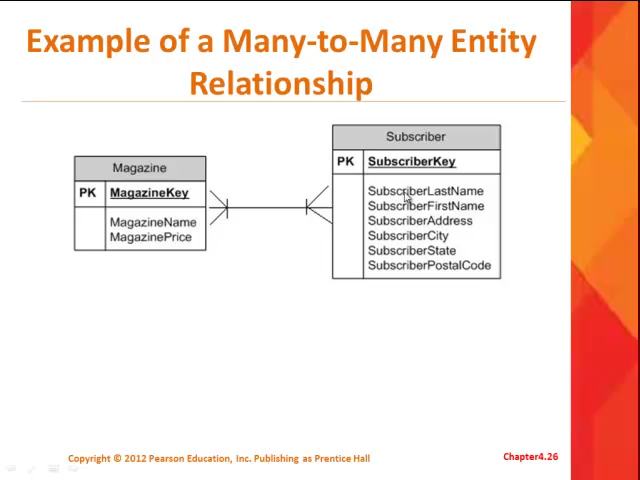 Example of a Many-to-Many Entity
Relationship
Magazine
PK MagazineKey
MagazineName
MagazinePrice
Subscriber
PK SubscriberKey
SubscriberLastName
SubscriberFirstName
SubscriberAddress
SubscriberCity
SubscriberState
SubscriberPostalCode
Copyright © 2012 Pearson Education, Inc. Publishing as Prentice Hall
Chapter4.26